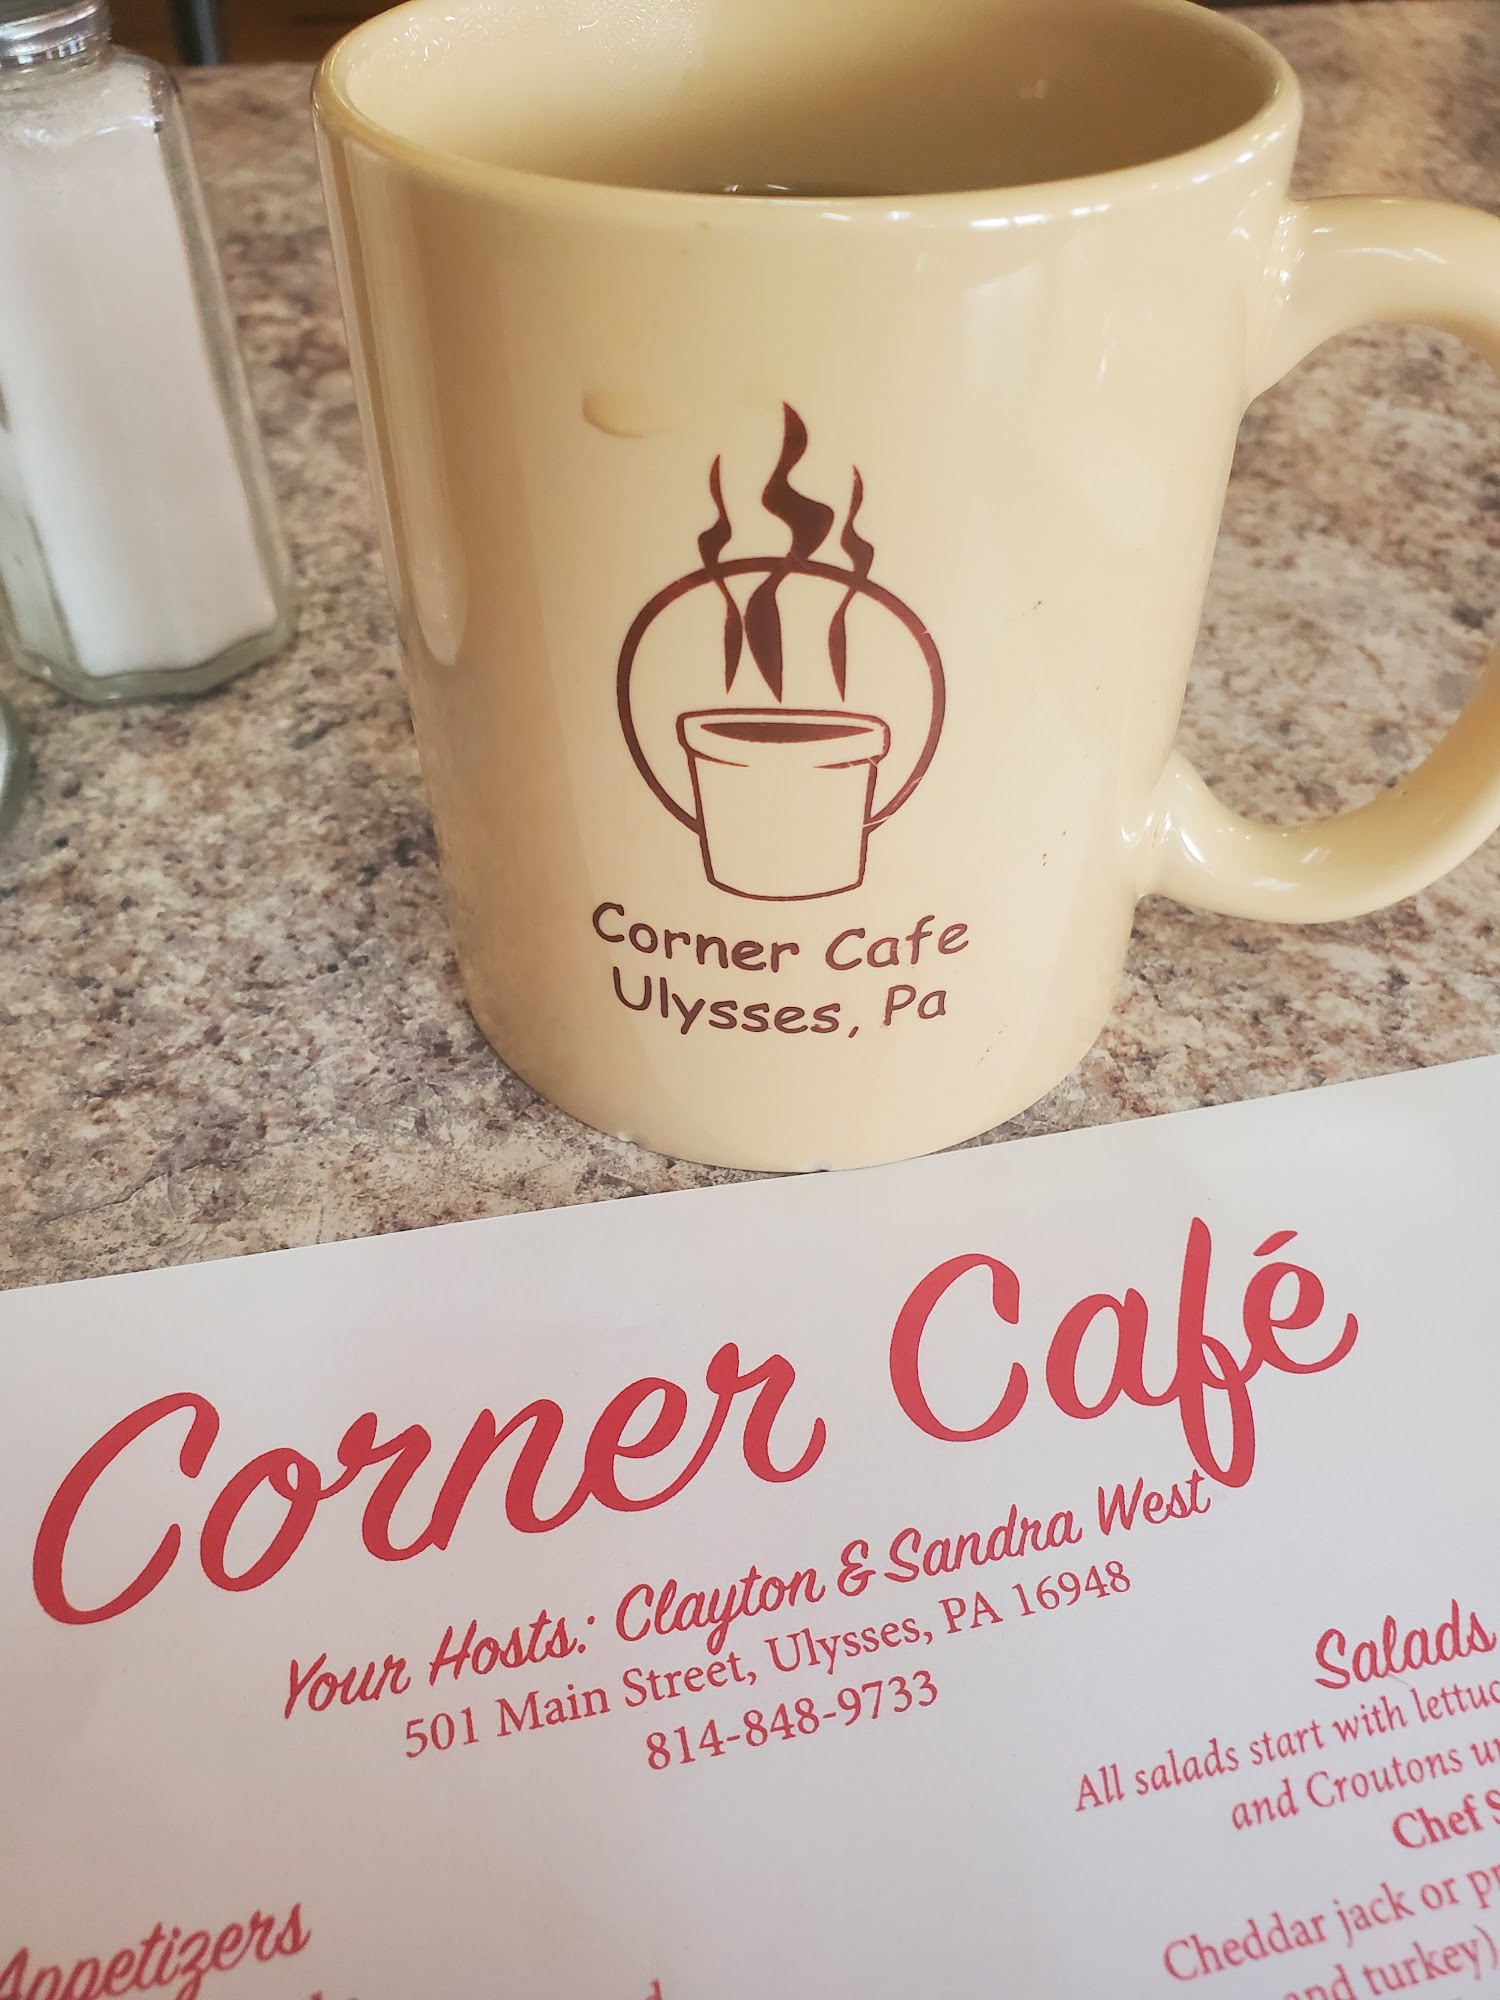 Corner Cafe
Ulysses, Pa
Corner Café
Your Hosts: Clayton & Sandra West
501 Main Street, Ulysses, PA 16948
814-848-9733
Salads
All salads start with
and Croutons
Chef
Cheddar jack or
and turkey)
Appetizers